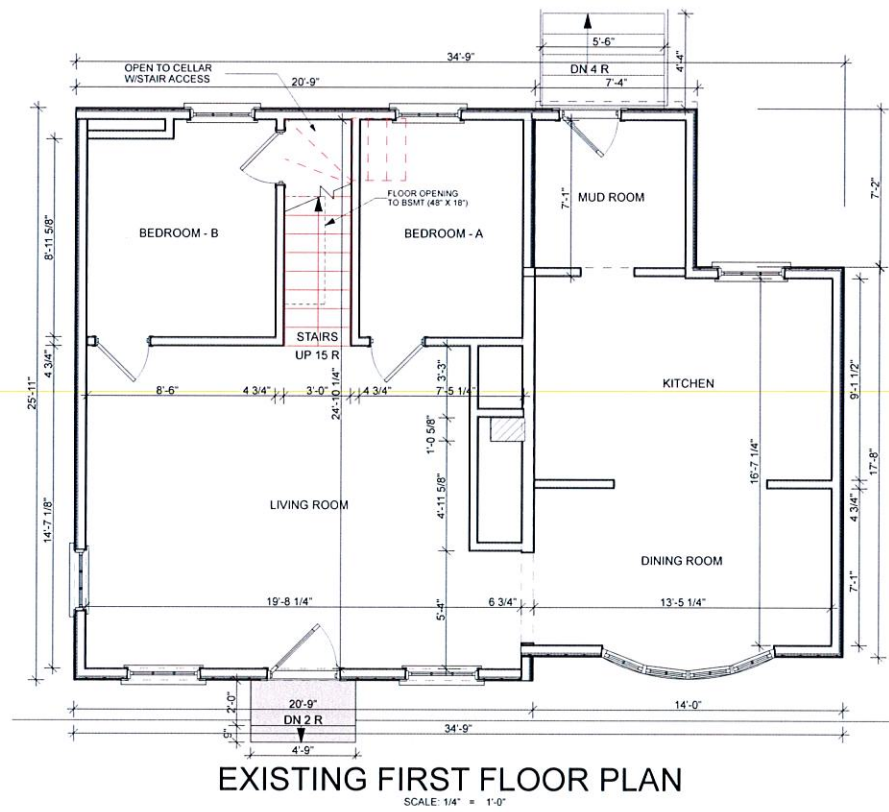 5'-6"
34'-9"
4'-4"
OPEN TO CELLAR
W/STAIR ACCESS
DN 4 R
20'-9"
7'-4"
FLOOR OPENING
TO BSMT (48" X 18")
7'-1"
MUD ROOM
7'-2"
BEDROOM - B
BEDROOM - A
8'-11 5/8"
STAIRS
UP 15 R
4 3/4"
3'-3"
25'-11"
8'-6"
4 3/4"
3'-0"
24'-10 1/4"
4 3/4"
7'-5 1/4"
KITCHEN
9'-1 1/2"
1'-0 5/8"
17'-8"
16'-7 1/4"
4'-11 5/8"
LIVING ROOM
4 3/4"
14'-7 1/8"
DINING ROOM
7'-1"
19'-8 1/4"
6 3/4"
13'-5 1/4"
5'-4"
2'-0"
20'-9"
14'-0"
DN 2 R
9"
34'-9"
4'-9"
EXISTING FIRST FLOOR PLAN
SCALE: 1/4" = 1'-0"